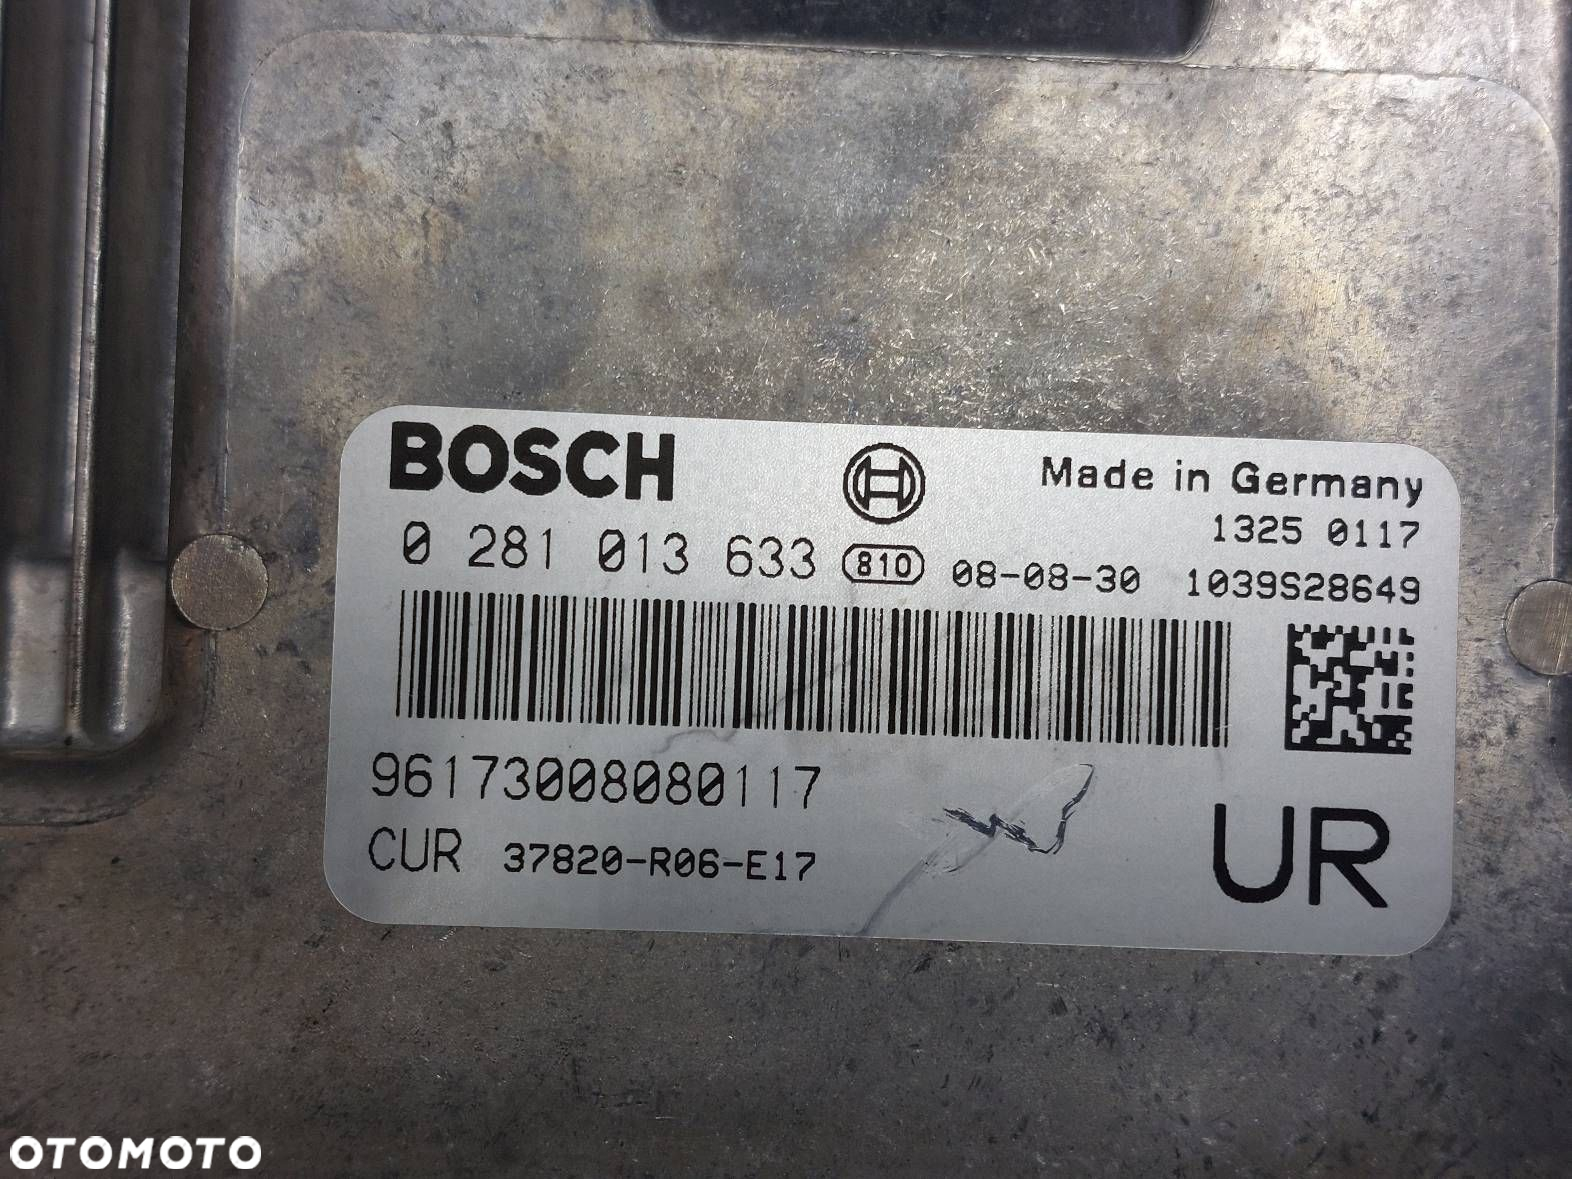 BOSCH
Made in Germany
1325 0117
0 281 013 633 810 08-08-30 1039S28649
96173008080117
CUR 37820-R06-E17
UR
OTOMOTO